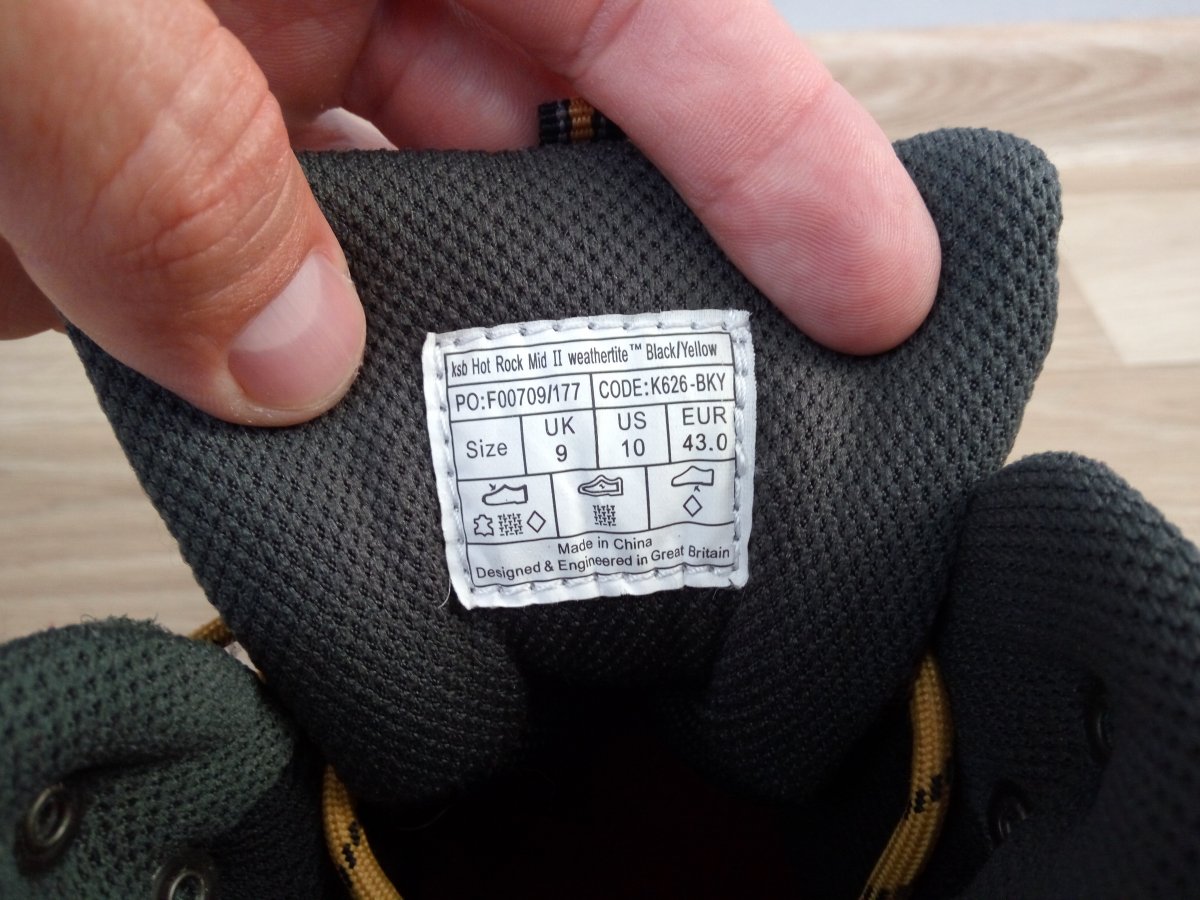 ksb Hot Rock Mid II weathertite™ Black/Yellow
PO:F00709/177 CODE:K626-BKY
Size UK 9 US 10 EUR 43.0
Made in China
Designed & Engineered in Great Britain